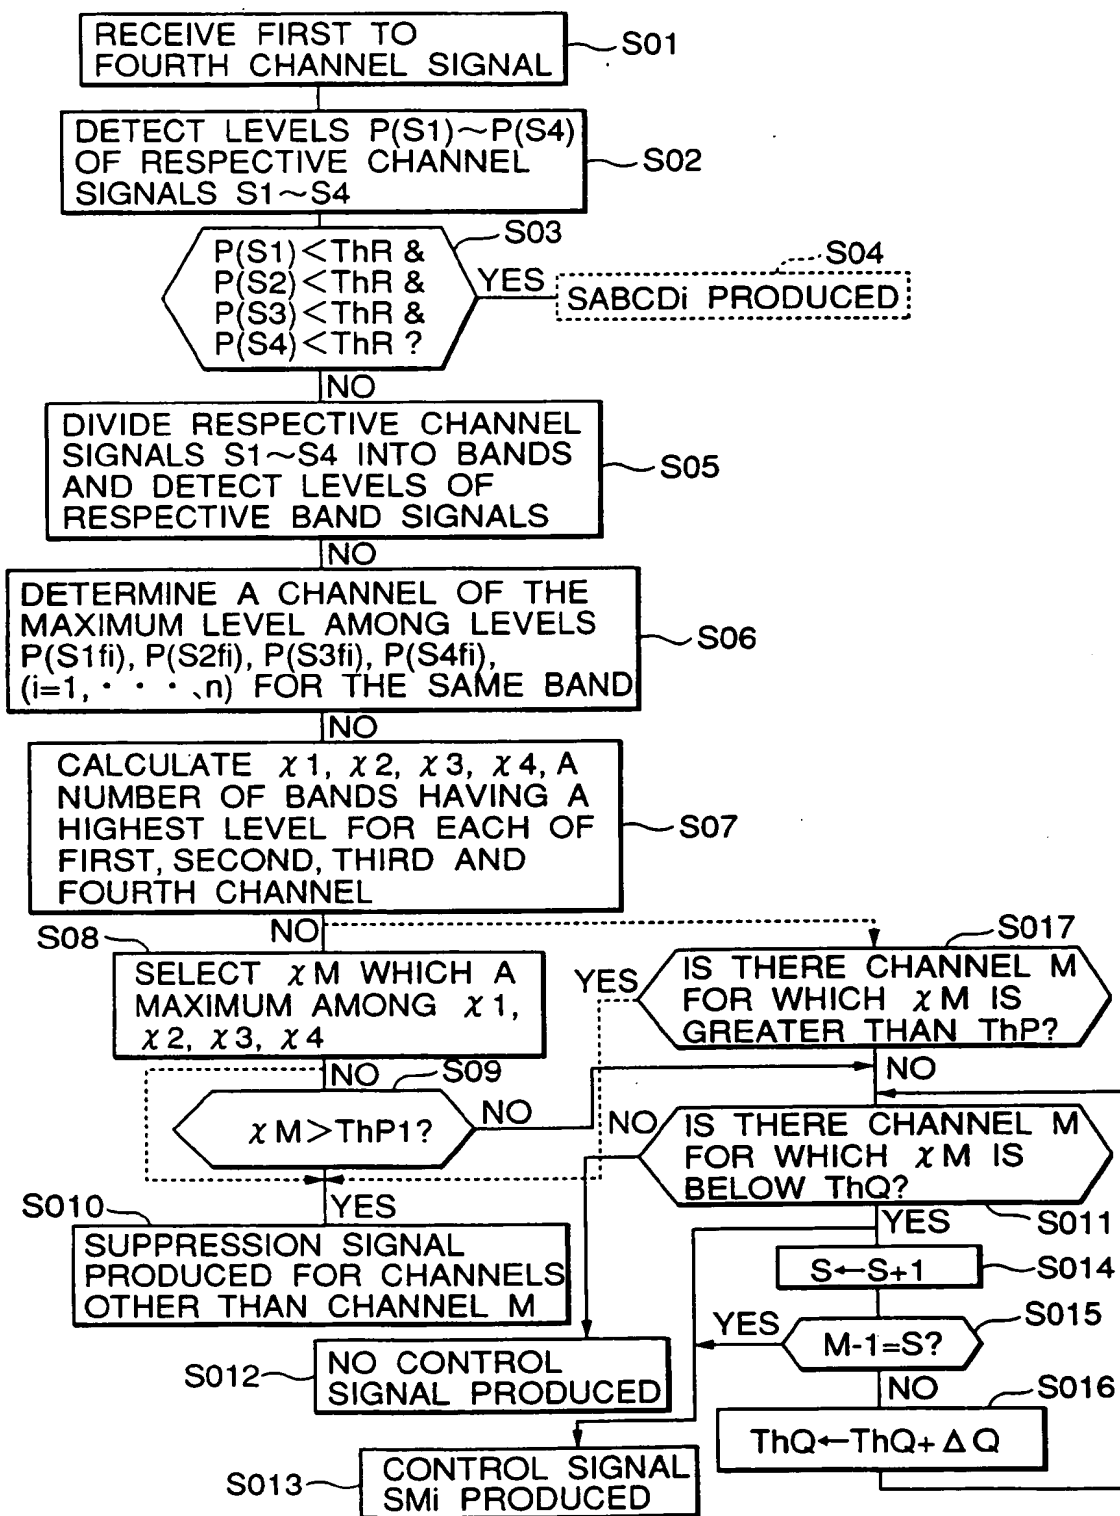 RECEIVE FIRST TO
FOURTH CHANNEL SIGNAL
S01
DETECT LEVELS P(S1)~P(S4)
OF RESPECTIVE CHANNEL
SIGNALS S1~S4
S02
P(S1)<ThR &
P(S2)<ThR &
P(S3)<ThR &
P(S4)<ThR ?
S03
YES
S04
SABCDi PRODUCED
NO
DIVIDE RESPECTIVE CHANNEL
SIGNALS S1~S4 INTO BANDS
AND DETECT LEVELS OF
RESPECTIVE BAND SIGNALS
S05
NO
DETERMINE A CHANNEL OF THE
MAXIMUM LEVEL AMONG LEVELS
P(S1fi), P(S2fi), P(S3fi), P(S4fi),
(i=1, ・ ・ ・、n) FOR THE SAME BAND
S06
NO
CALCULATE χ1, χ2, χ3, χ4, A
NUMBER OF BANDS HAVING A
HIGHEST LEVEL FOR EACH OF
FIRST, SECOND, THIRD AND
FOURTH CHANNEL
S07
NO
S08
SELECT χM WHICH A
MAXIMUM AMONG χ1,
χ2, χ3, χ4
S017
YES
IS THERE CHANNEL M
FOR WHICH χM IS
GREATER THAN ThP?
NO
NO
S09
χM>ThP1?
NO
NO
IS THERE CHANNEL M
FOR WHICH χM IS
BELOW ThQ?
S011
YES
S010
SUPPRESSION SIGNAL
PRODUCED FOR CHANNELS
OTHER THAN CHANNEL M
YES
S←S+1
S014
YES
M-1=S?
S015
NO
S012
NO CONTROL
SIGNAL PRODUCED
S016
ThQ←ThQ+ΔQ
S013
CONTROL SIGNAL
SMi PRODUCED